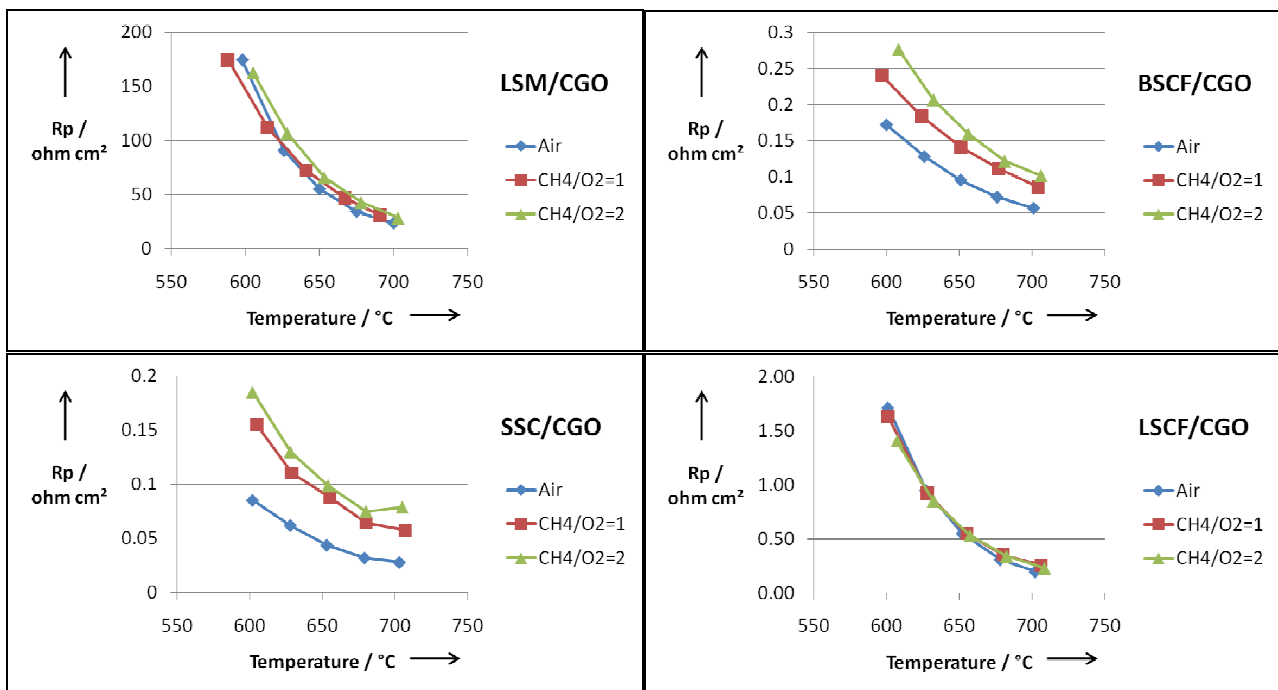 200
150
100
50
0
550 600 650 700 750
Rp /
ohm cm²
Temperature / °C
LSM/CGO
Air
CH4/O2=1
CH4/O2=2
0.3
0.25
0.2
0.15
0.1
0.05
0
550 600 650 700 750
Rp /
ohm cm²
Temperature / °C
BSCF/CGO
Air
CH4/O2=1
CH4/O2=2
0.2
0.15
0.1
0.05
0
550 600 650 700 750
Rp /
ohm cm²
Temperature / °C
SSC/CGO
Air
CH4/O2=1
CH4/O2=2
2.00
1.50
1.00
0.50
0.00
550 600 650 700 750
Rp /
ohm cm²
Temperature / °C
LSCF/CGO
Air
CH4/O2=1
CH4/O2=2